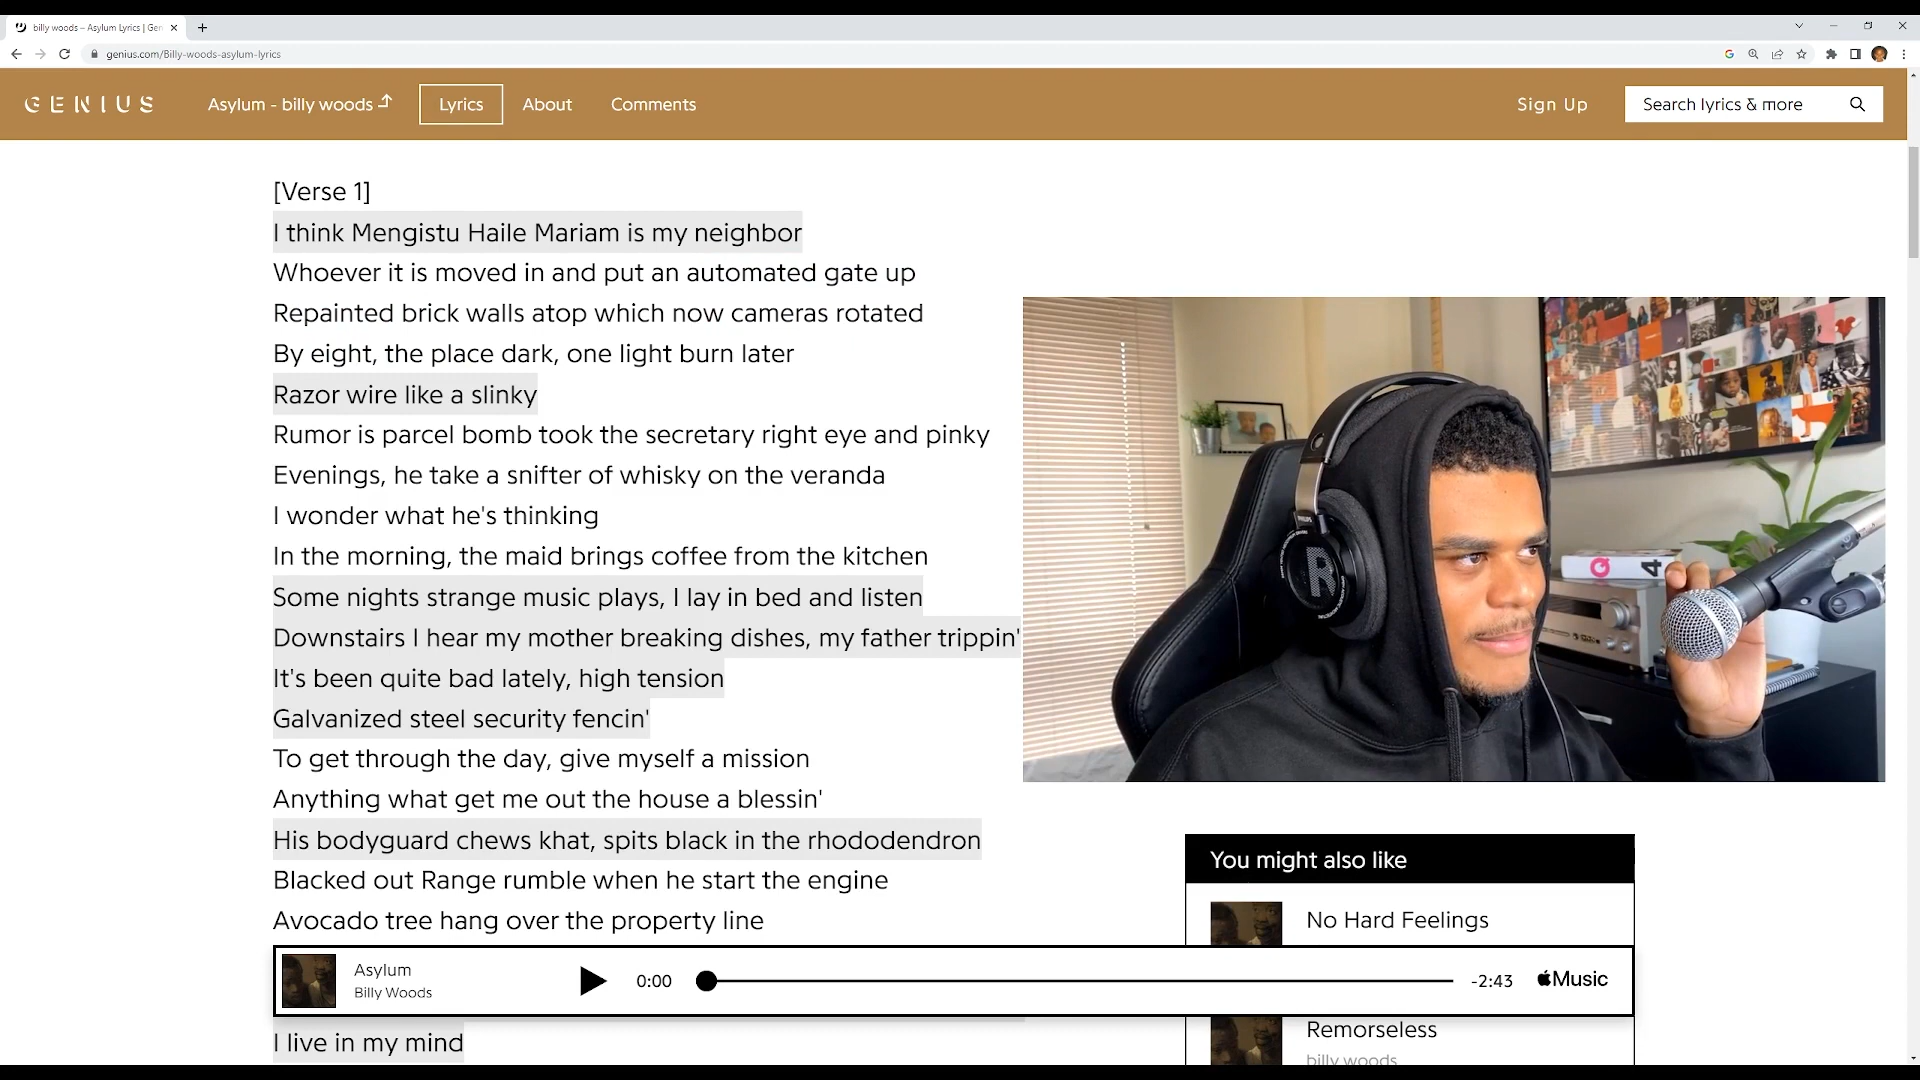 billy woods – Asylum Lyrics | Gen
genius.com/Billy-woods-asylum-lyrics
GENIUS
Asylum - billy woods
Lyrics
About
Comments
Sign Up
Search lyrics & more
[Verse 1]
I think Mengistu Haile Mariam is my neighbor
Whoever it is moved in and put an automated gate up
Repainted brick walls atop which now cameras rotated
By eight, the place dark, one light burn later
Razor wire like a slinky
Rumor is parcel bomb took the secretary right eye and pinky
Evenings, he take a snifter of whisky on the veranda
I wonder what he's thinking
In the morning, the maid brings coffee from the kitchen
Some nights strange music plays, I lay in bed and listen
Downstairs I hear my mother breaking dishes, my father trippin'
It's been quite bad lately, high tension
Galvanized steel security fencin'
To get through the day, give myself a mission
Anything what get me out the house a blessin'
His bodyguard chews khat, spits black in the rhododendron
Blacked out Range rumble when he start the engine
Avocado tree hang over the property line
I live in my mind
PHILIPS
R
Q
4
You might also like
No Hard Feelings
Remorseless
billy woods
Asylum
Billy Woods
0:00
-2:43
Music